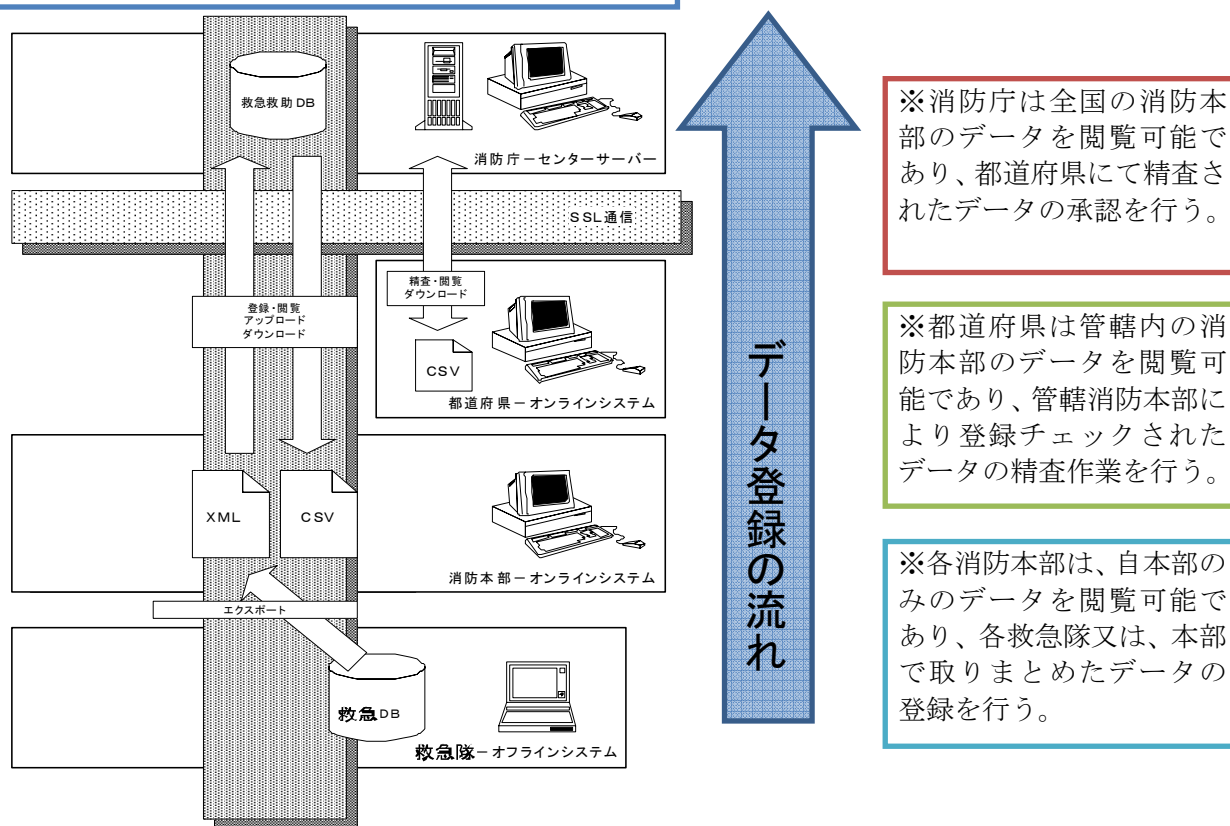 救急救助DB
消防庁－センターサーバー
SSL通信
精査・閲覧
ダウンロード
登録・閲覧
アップロード
ダウンロード
CSV
都道府県－オンラインシステム
XML
CSV
消防本部－オンラインシステム
エクスポート
救急DB
救急隊－オフラインシステム
データ登録の流れ
※消防庁は全国の消防本
部のデータを閲覧可能で
あり、都道府県にて精査さ
れたデータの承認を行う。
※都道府県は管轄内の消
防本部のデータを閲覧可
能であり、管轄消防本部に
より登録チェックされた
データの精査作業を行う。
※各消防本部は、自本部の
みのデータを閲覧可能で
あり、各救急隊又は、本部
で取りまとめたデータの
登録を行う。